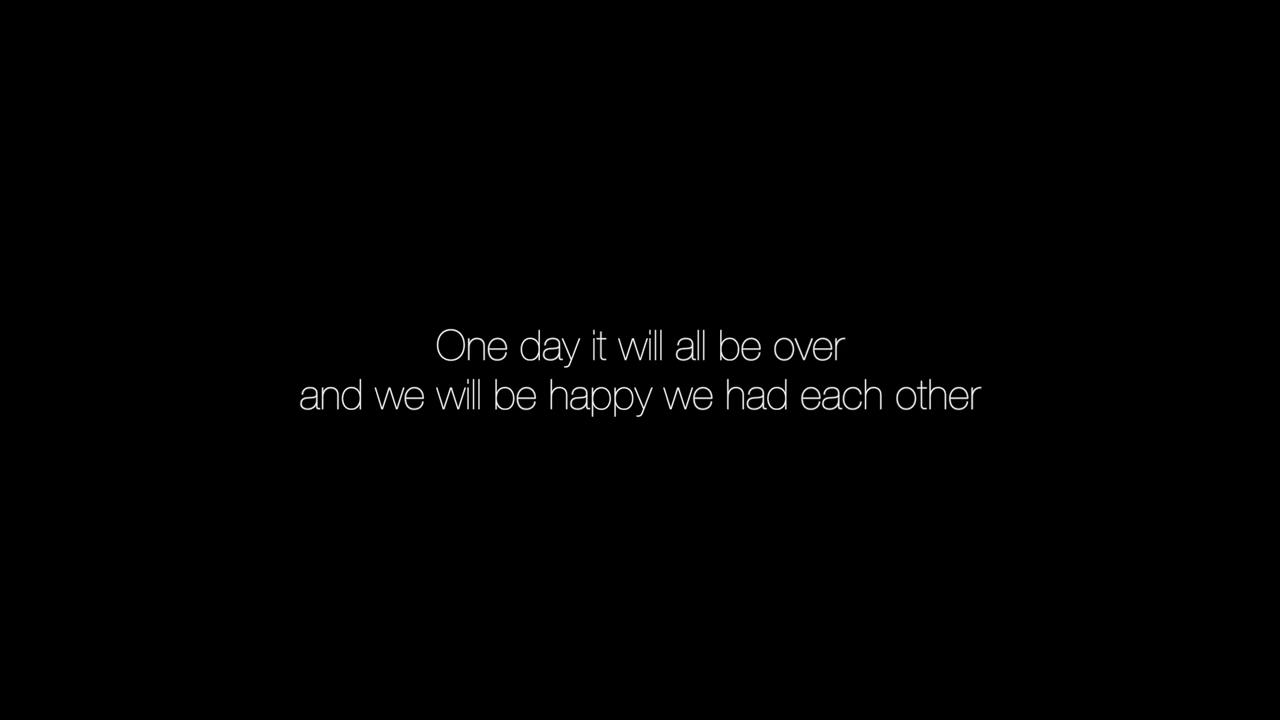 One day it will all be over
and we will be happy we had each other